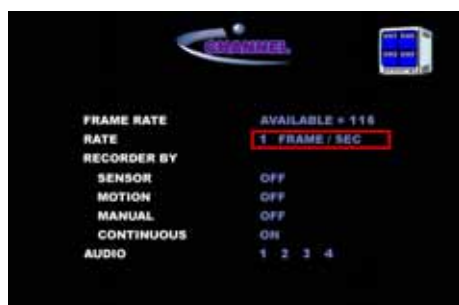 CHANNEL
FRAME RATE AVAILABLE = 116
RATE 1 FRAME / SEC
RECORDER BY
SENSOR OFF
MOTION OFF
MANUAL OFF
CONTINUOUS ON
AUDIO 1 2 3 4